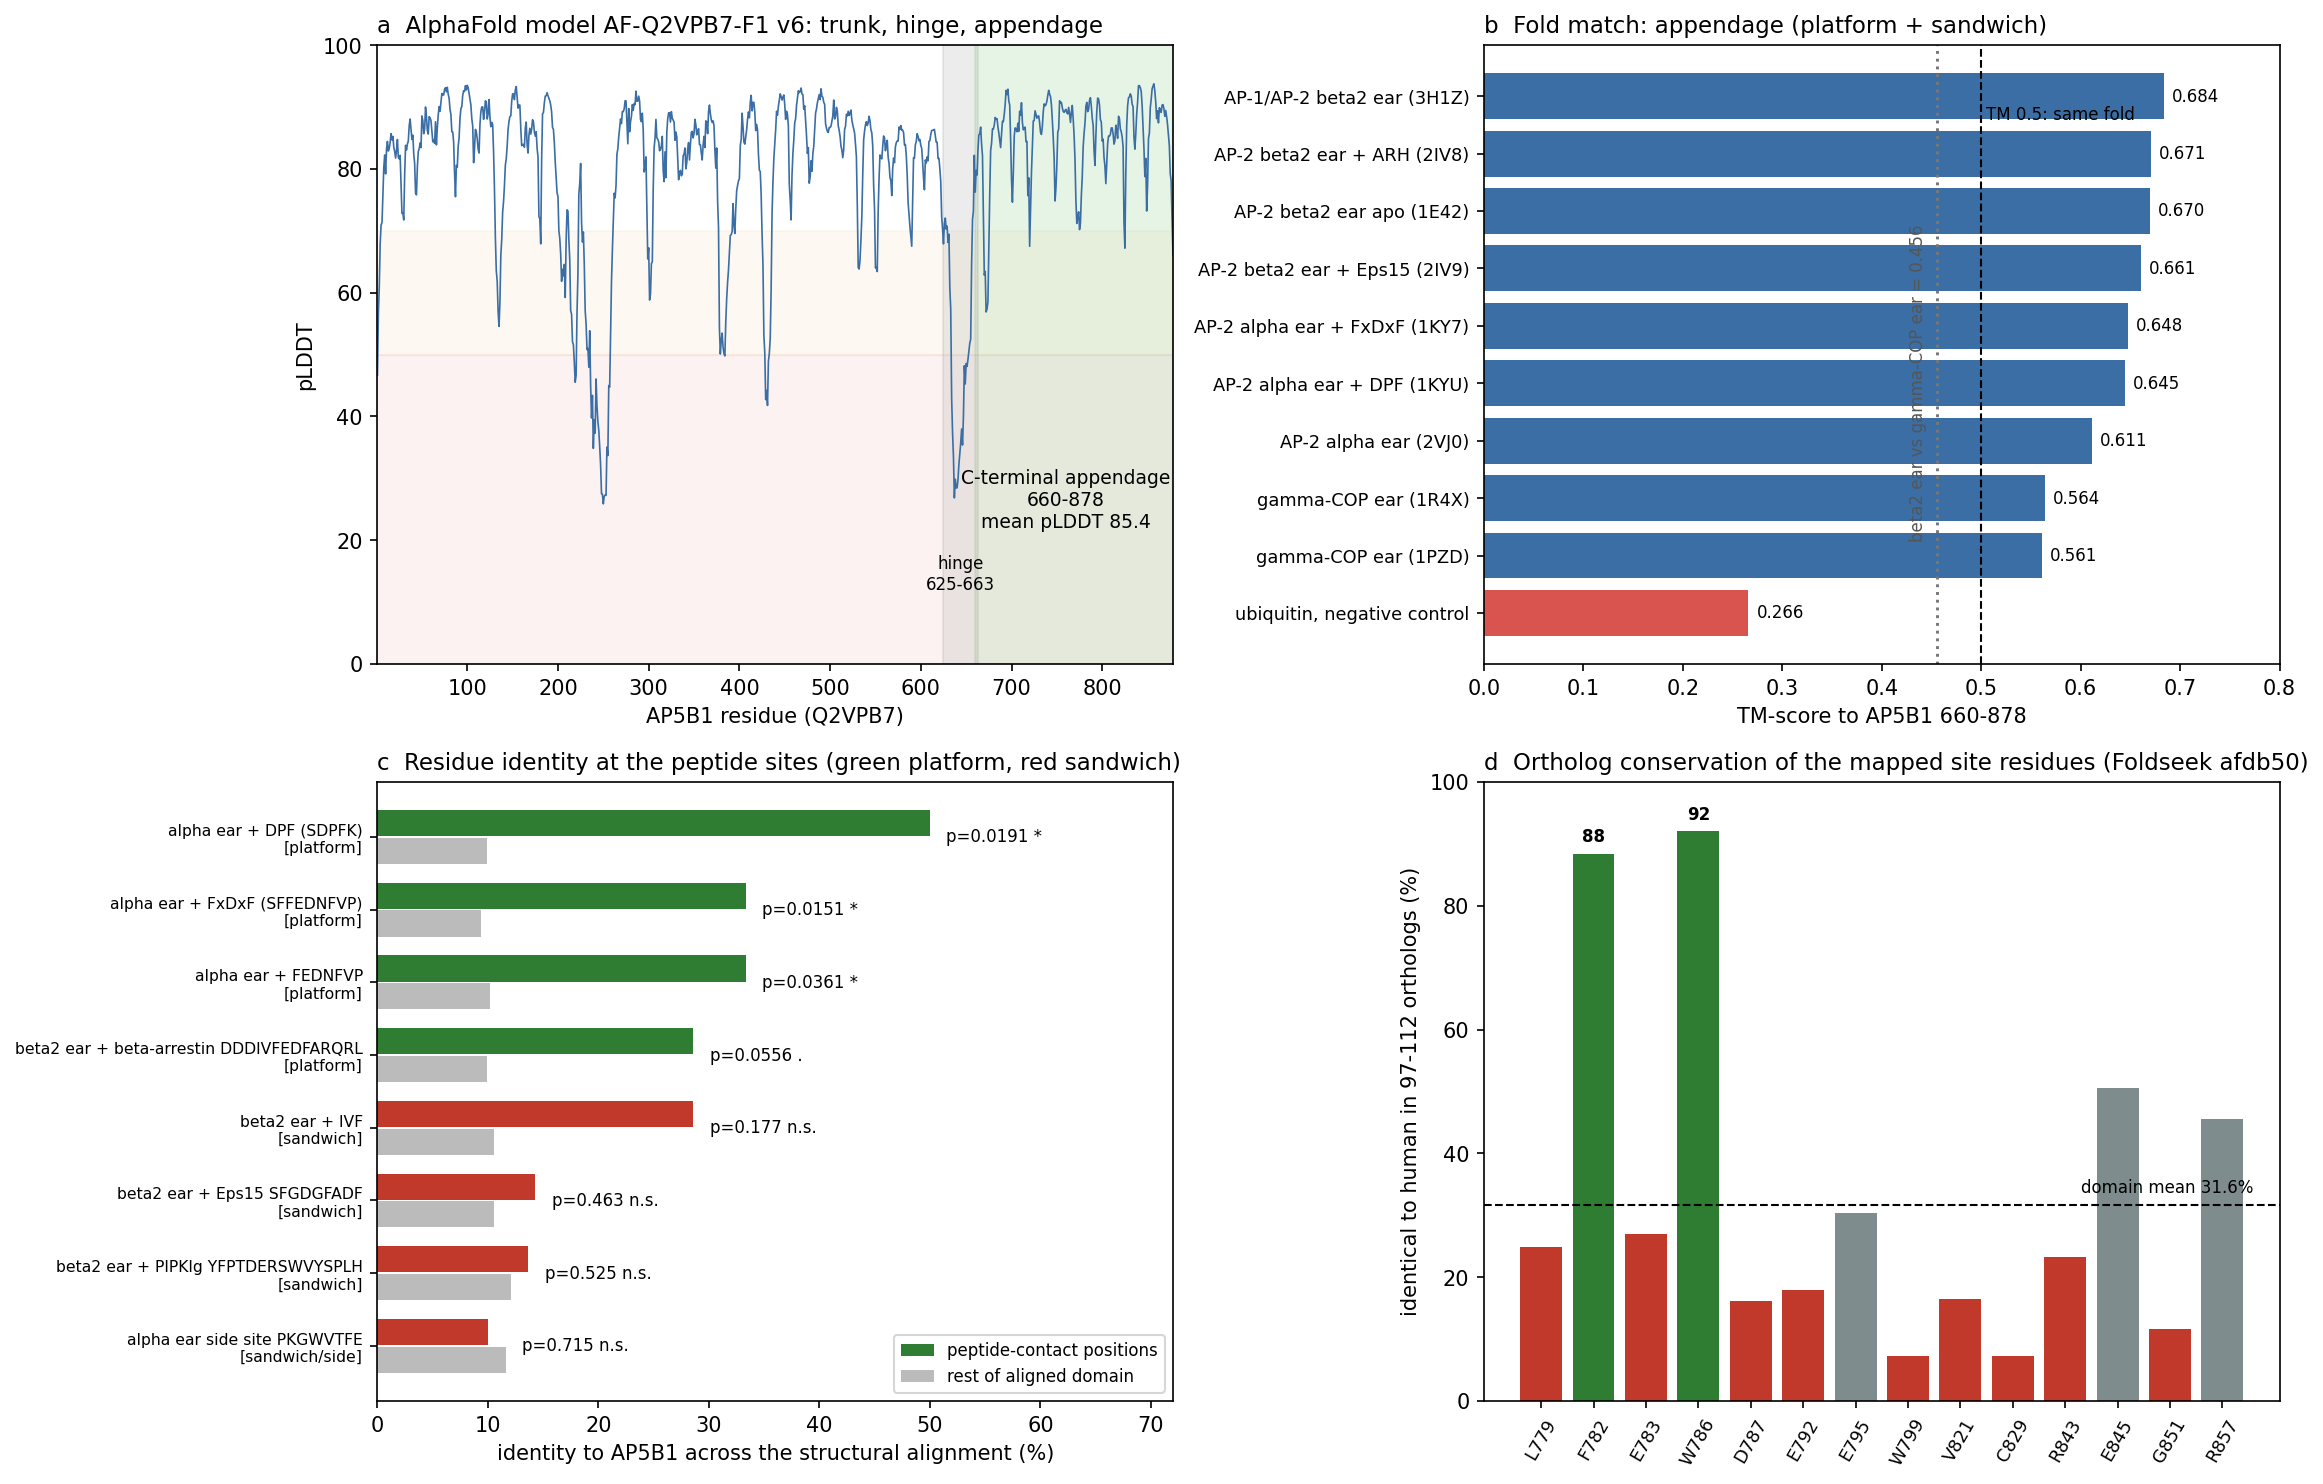 a  AlphaFold model AF-Q2VPB7-F1 v6: trunk, hinge, appendage
100
80
60
40
20
0
pLDDT
C-terminal appendage
660-878
mean pLDDT 85.4
hinge
625-663
100 200 300 400 500 600 700 800
AP5B1 residue (Q2VPB7)
b  Fold match: appendage (platform + sandwich)
AP-1/AP-2 beta2 ear (3H1Z) 0.684
TM 0.5: same fold
AP-2 beta2 ear + ARH (2IV8) 0.671
AP-2 beta2 ear apo (1E42) 0.670
AP-2 beta2 ear + Eps15 (2IV9) 0.661
AP-2 alpha ear + FxDxF (1KY7) 0.648
AP-2 alpha ear + DPF (1KYU) 0.645
AP-2 alpha ear (2VJ0) 0.611
gamma-COP ear (1R4X) 0.564
gamma-COP ear (1PZD) 0.561
ubiquitin, negative control 0.266
beta2 ear vs gamma-COP ear = 0.456
0.0 0.1 0.2 0.3 0.4 0.5 0.6 0.7 0.8
TM-score to AP5B1 660-878
c  Residue identity at the peptide sites (green platform, red sandwich)
alpha ear + DPF (SDPFK)
[platform]
p=0.0191 *
alpha ear + FxDxF (SFFEDNFVP)
[platform]
p=0.0151 *
alpha ear + FEDNFVP
[platform]
p=0.0361 *
beta2 ear + beta-arrestin DDDIVFEDFARQRL
[platform]
p=0.0556 .
beta2 ear + IVF
[sandwich]
p=0.177 n.s.
beta2 ear + Eps15 SFGDGFADF
[sandwich]
p=0.463 n.s.
beta2 ear + PIPKIg YFPTDERSWVYSPLH
[sandwich]
p=0.525 n.s.
alpha ear side site PKGWVTFE
[sandwich/side]
p=0.715 n.s.
peptide-contact positions
rest of aligned domain
0 10 20 30 40 50 60 70
identity to AP5B1 across the structural alignment (%)
d  Ortholog conservation of the mapped site residues (Foldseek afdb50)
100
80
60
40
20
0
identical to human in 97-112 orthologs (%)
88
92
domain mean 31.6%
L779 F782 E783 W786 D787 E792 E795 W799 V821 C829 R843 E845 G851 R857